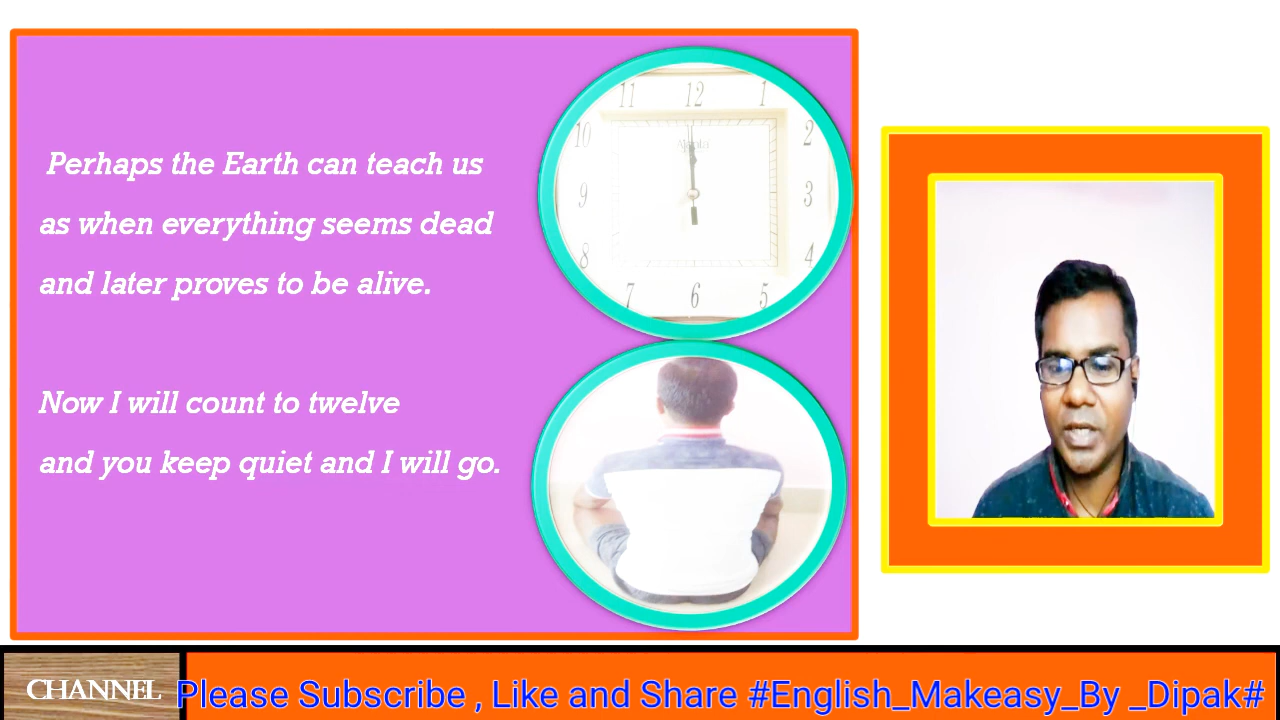 Perhaps the Earth can teach us
as when everything seems dead
and later proves to be alive.
Now I will count to twelve
and you keep quiet and I will go.
11 12 1
10 2
9 3
8 4
7 6 5
CHANNEL
Please Subscribe , Like and Share #English_Makeasy_By _Dipak#